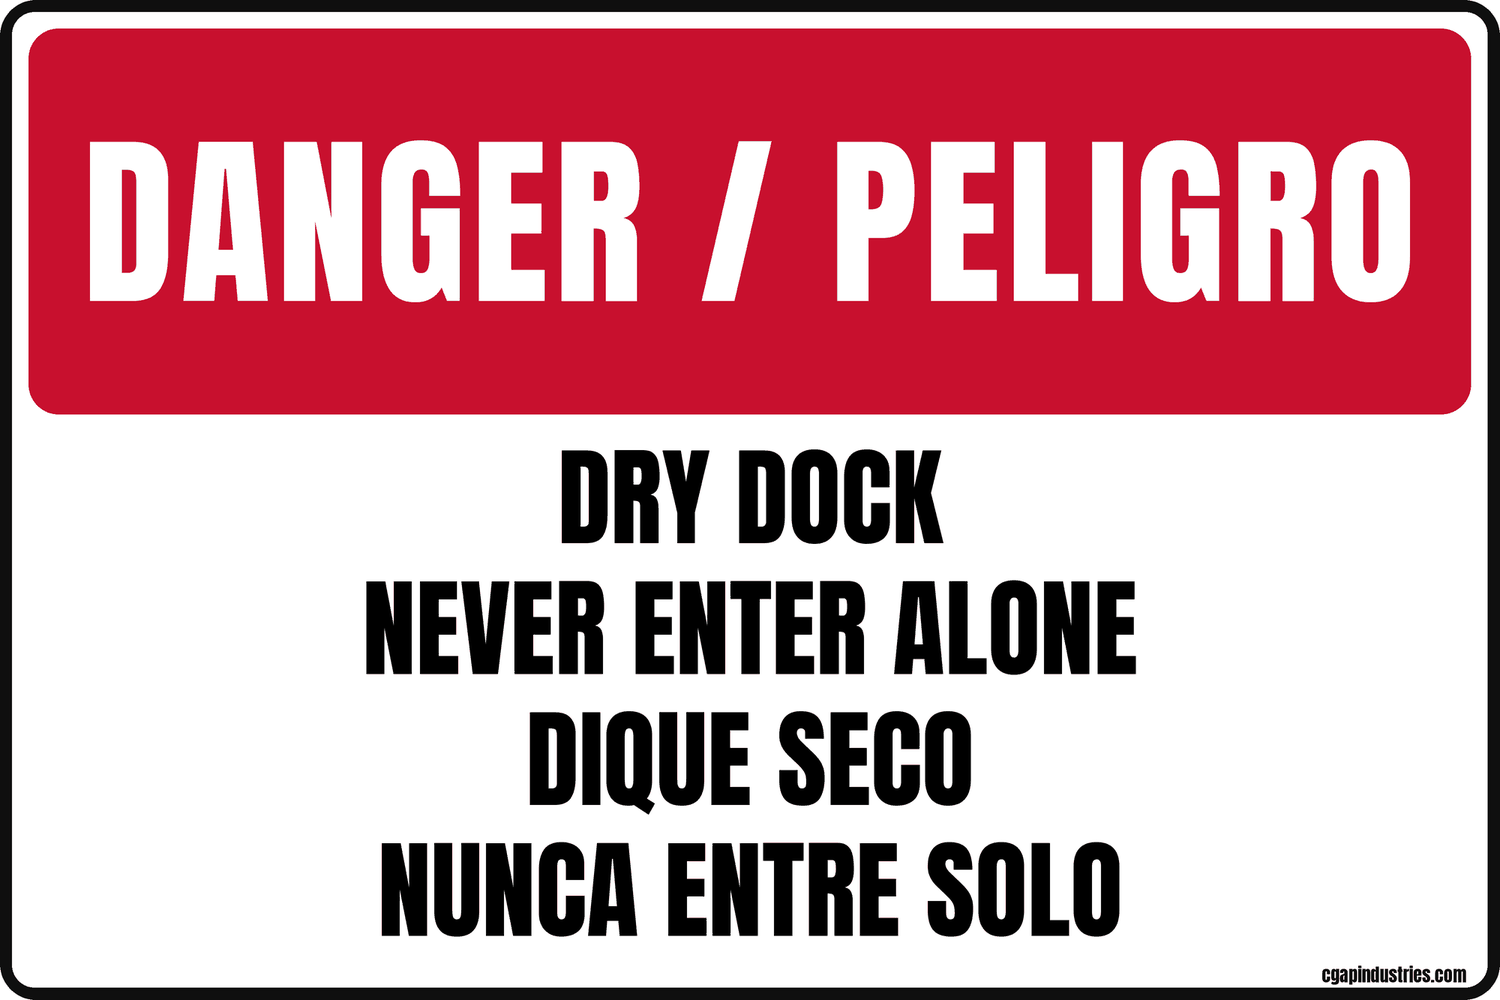 DANGER / PELIGRO
DRY DOCK
NEVER ENTER ALONE
DIQUE SECO
NUNCA ENTRE SOLO
cgapindustries.com